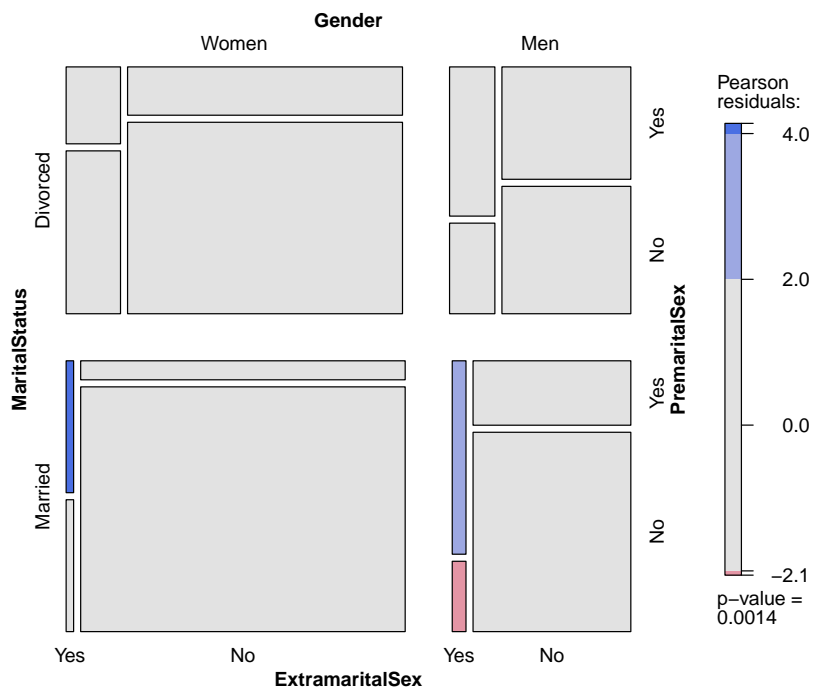 Gender
Women
Men
MaritalStatus
Divorced
Married
Yes
No
Yes
No
PremaritalSex
Yes
No
Yes
No
ExtramaritalSex
Pearson
residuals:
4.0
2.0
0.0
−2.1
p−value =
0.0014